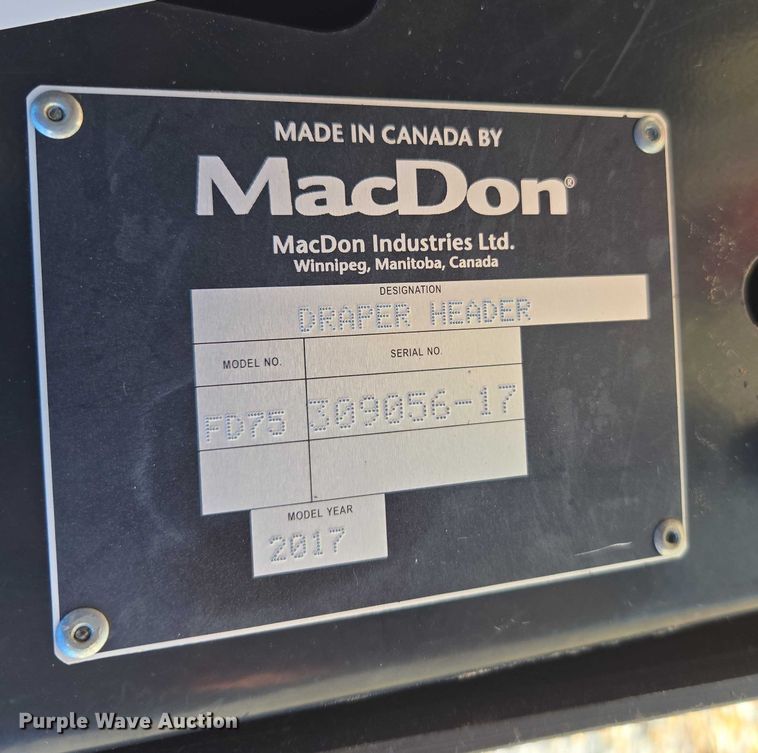 MADE IN CANADA BY
MacDon®
MacDon Industries Ltd.
Winnipeg, Manitoba, Canada
DESIGNATION
DRAPER HEADER
MODEL NO. SERIAL NO.
FD75 309056-17
MODEL YEAR
2017
Purple Wave Auction